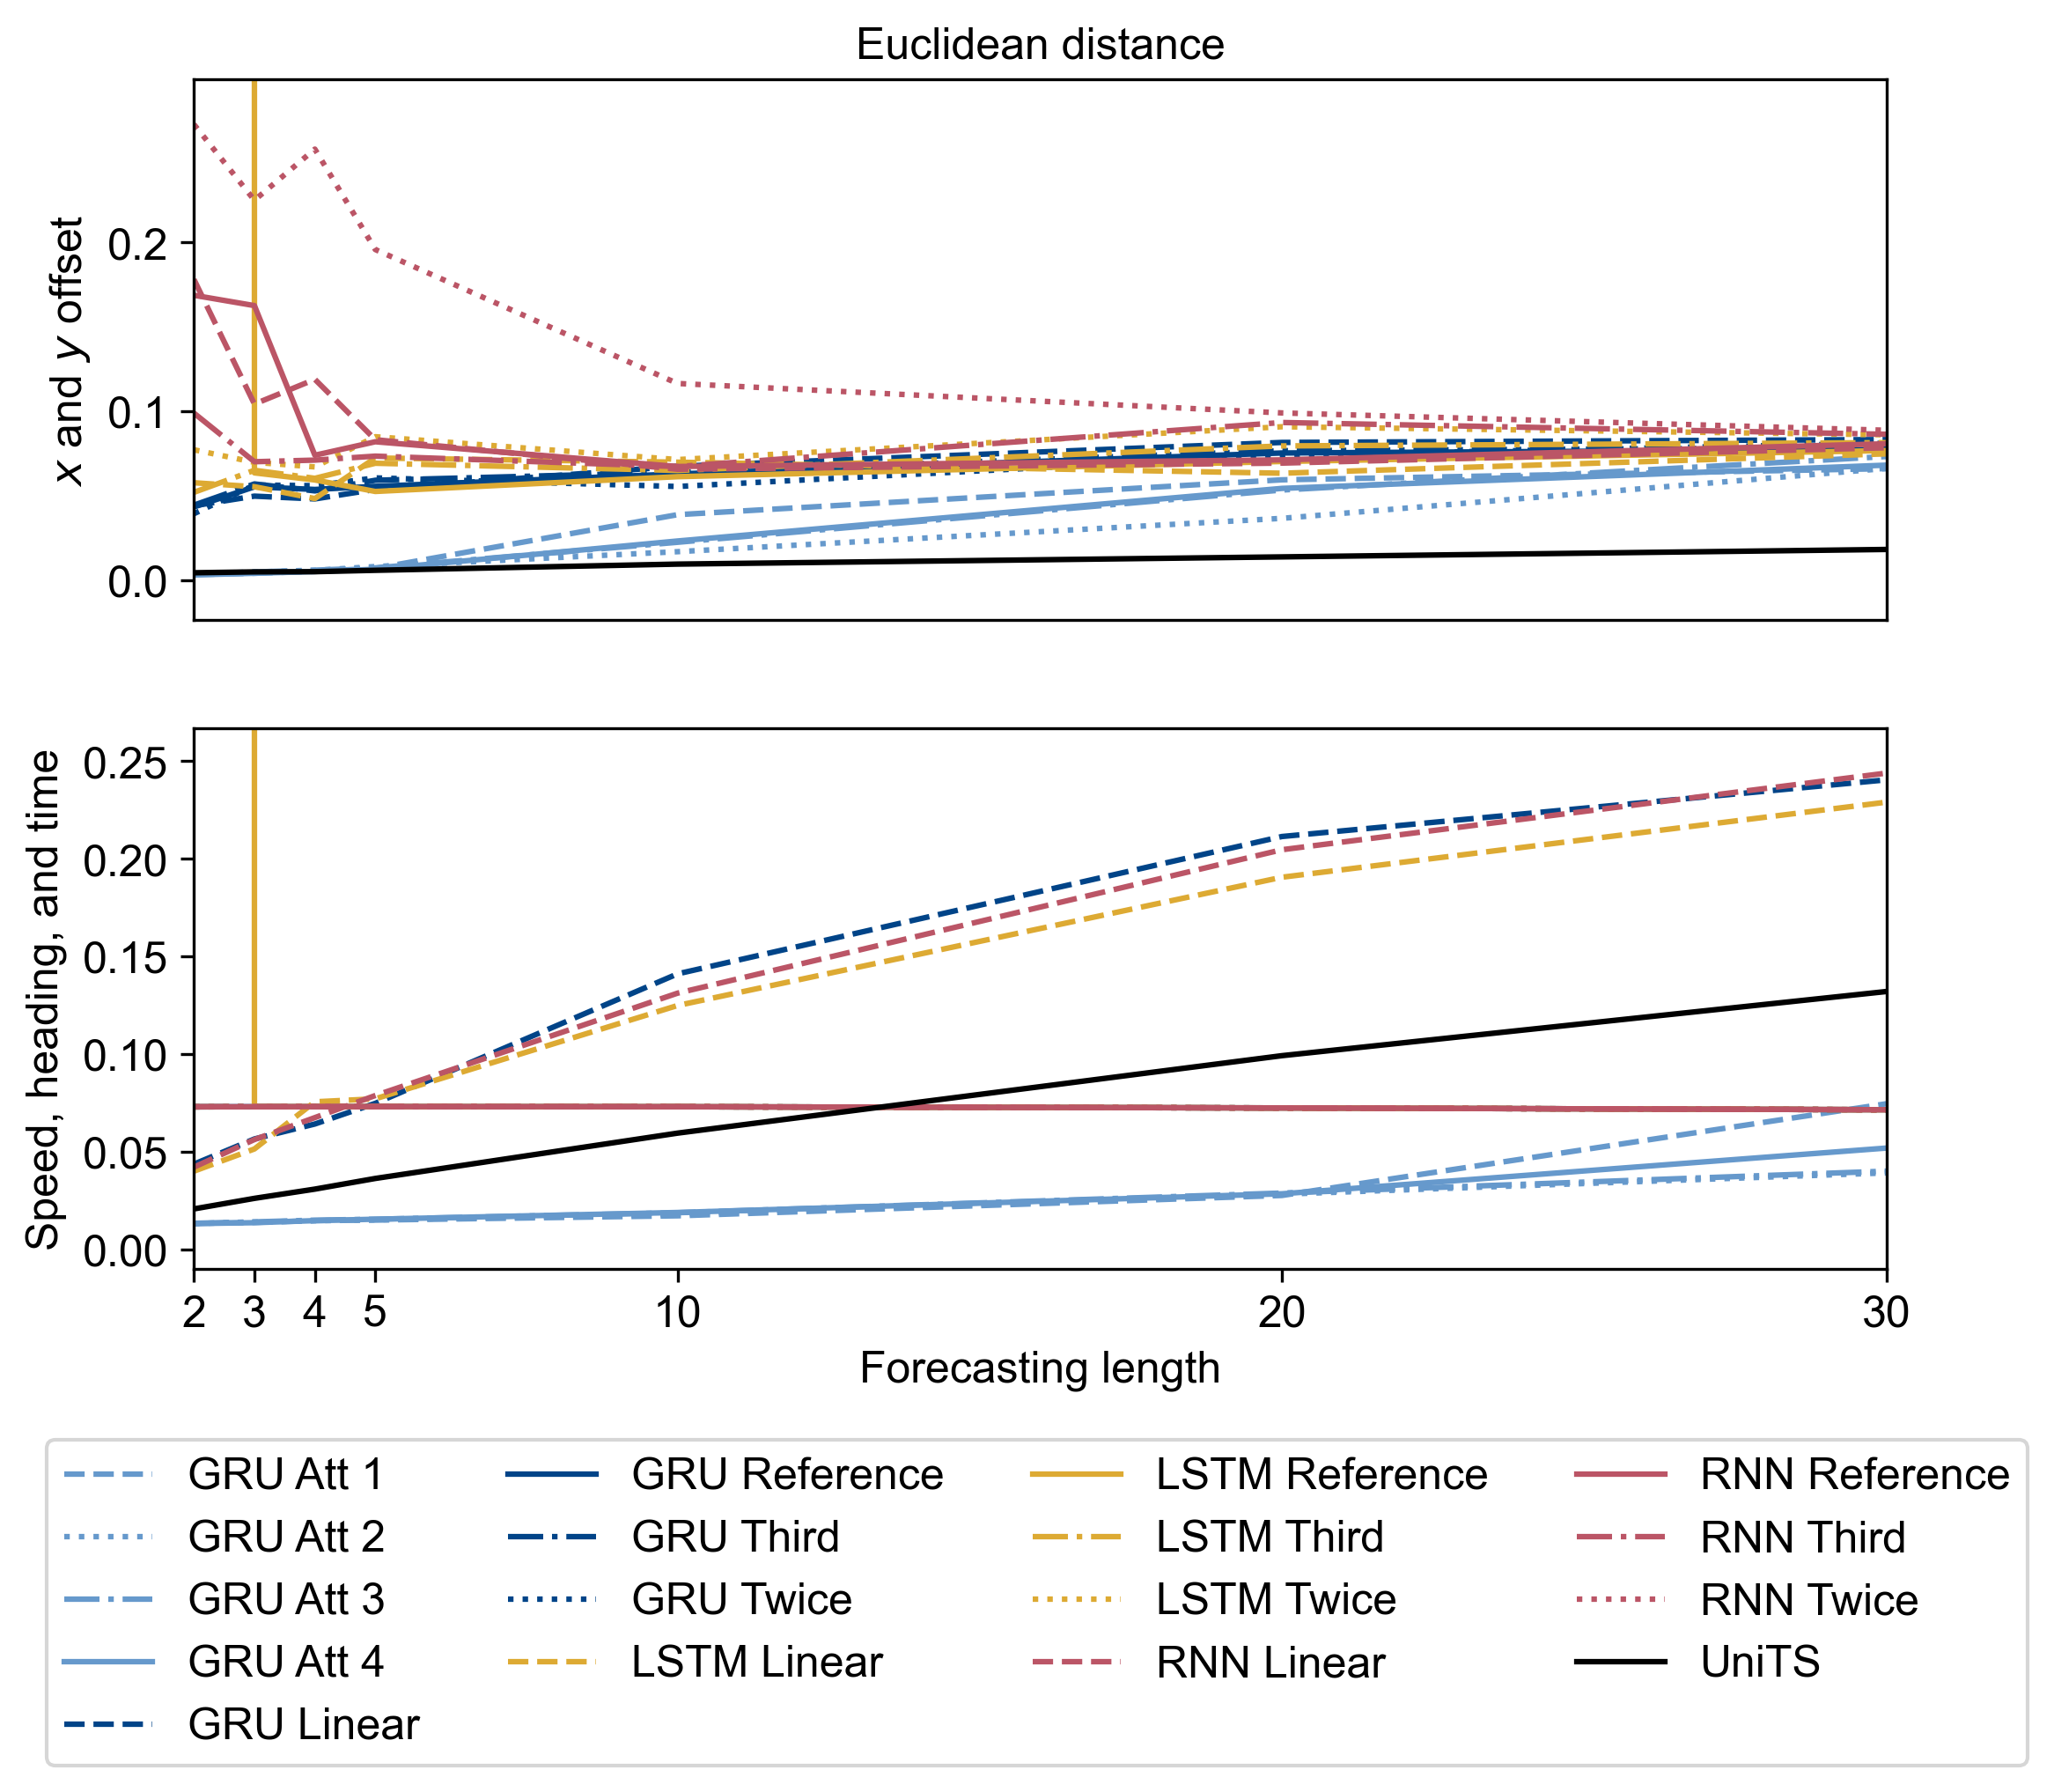 Euclidean distance
x and y offset
0.2
0.1
0.0
Speed, heading, and time
0.25
0.20
0.15
0.10
0.05
0.00
2 3 4 5 10 20 30
Forecasting length
GRU Att 1
GRU Att 2
GRU Att 3
GRU Att 4
GRU Linear
GRU Reference
GRU Third
GRU Twice
LSTM Linear
LSTM Reference
LSTM Third
LSTM Twice
RNN Linear
RNN Reference
RNN Third
RNN Twice
UniTS